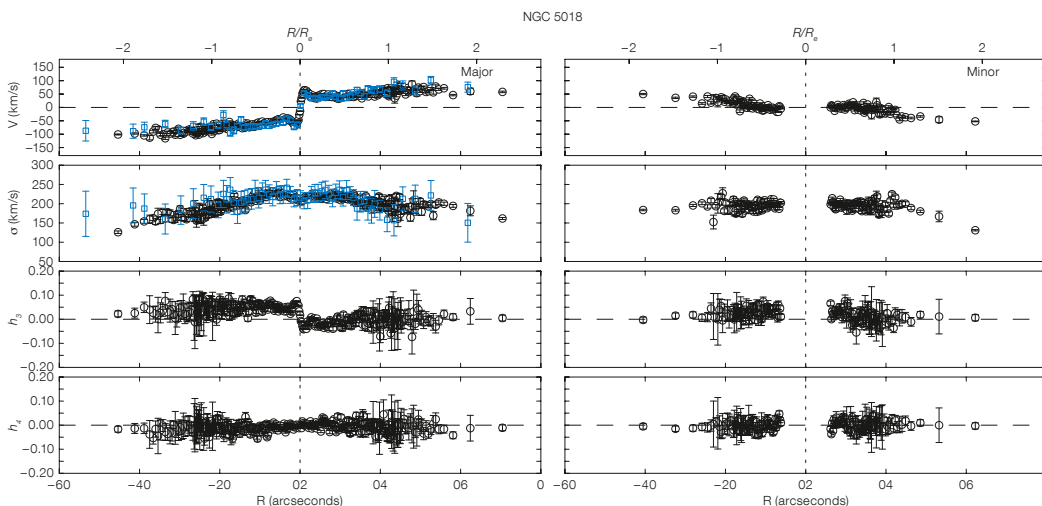 NGC 5018
R/Re
R/Re
−2 −1 0 1 2
−2 −1 0 1 2
Major
Minor
V (km/s)
150
100
50
0
−50
−100
−150
σ (km/s)
300
250
200
150
100
50
h3
0.20
0.10
0.00
−0.10
−0.20
h4
0.20
0.10
0.00
−0.10
−0.20
−60 −40 −20 02 04 06 0
−60 −40 −20 02 04 06
R (arcseconds)
R (arcseconds)